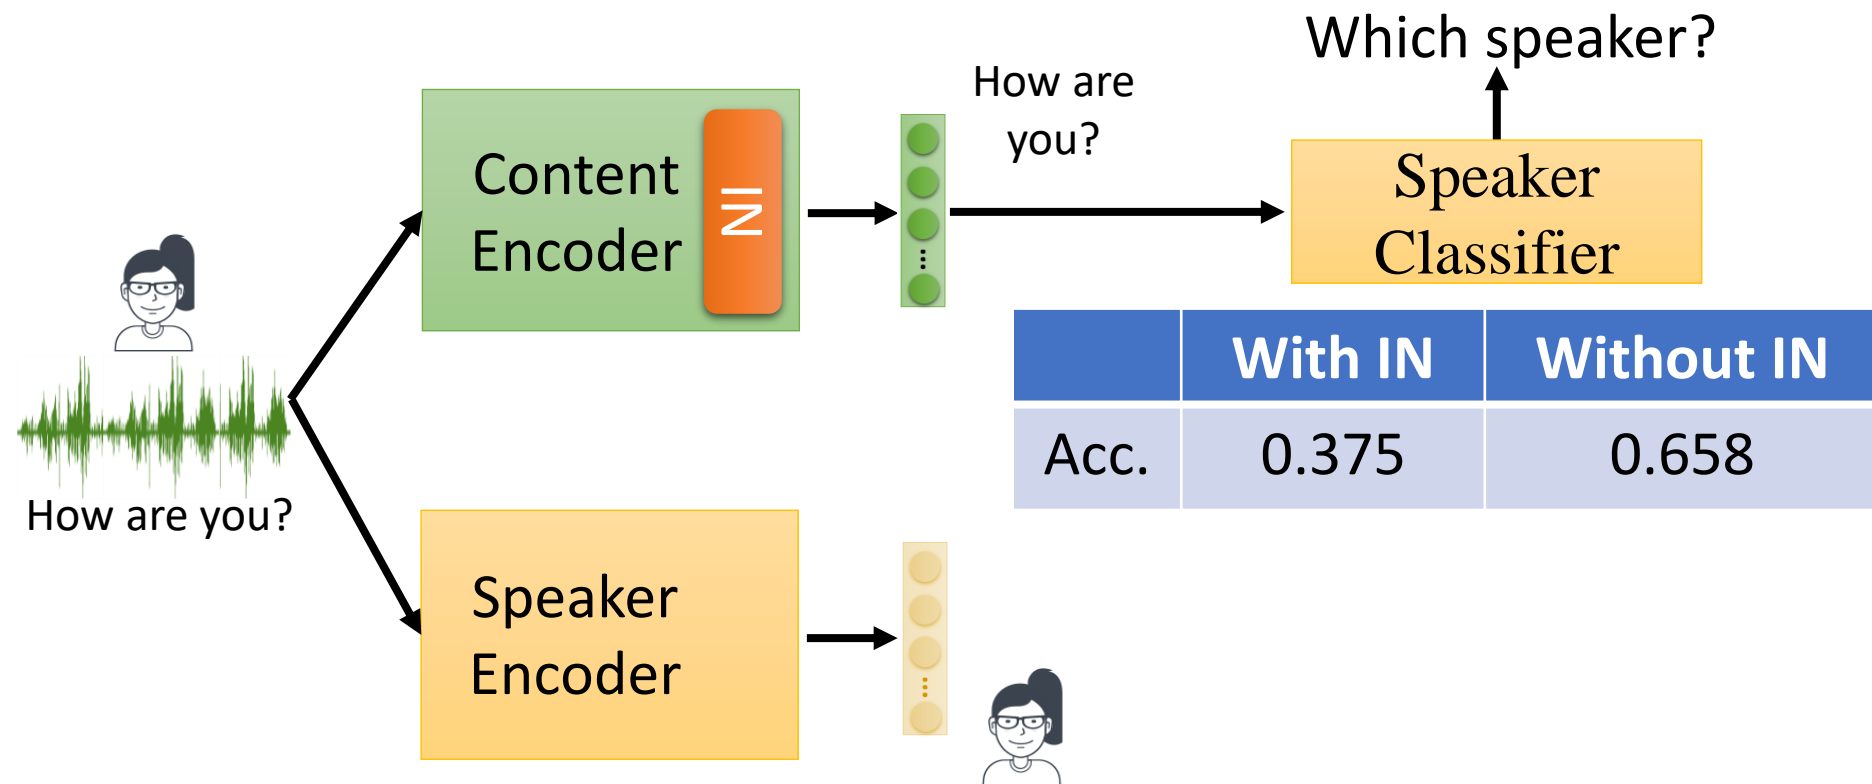 Which speaker?
How are
you?
Content
Encoder
IN
Speaker
Classifier
With IN Without IN
Acc. 0.375 0.658
How are you?
Speaker
Encoder